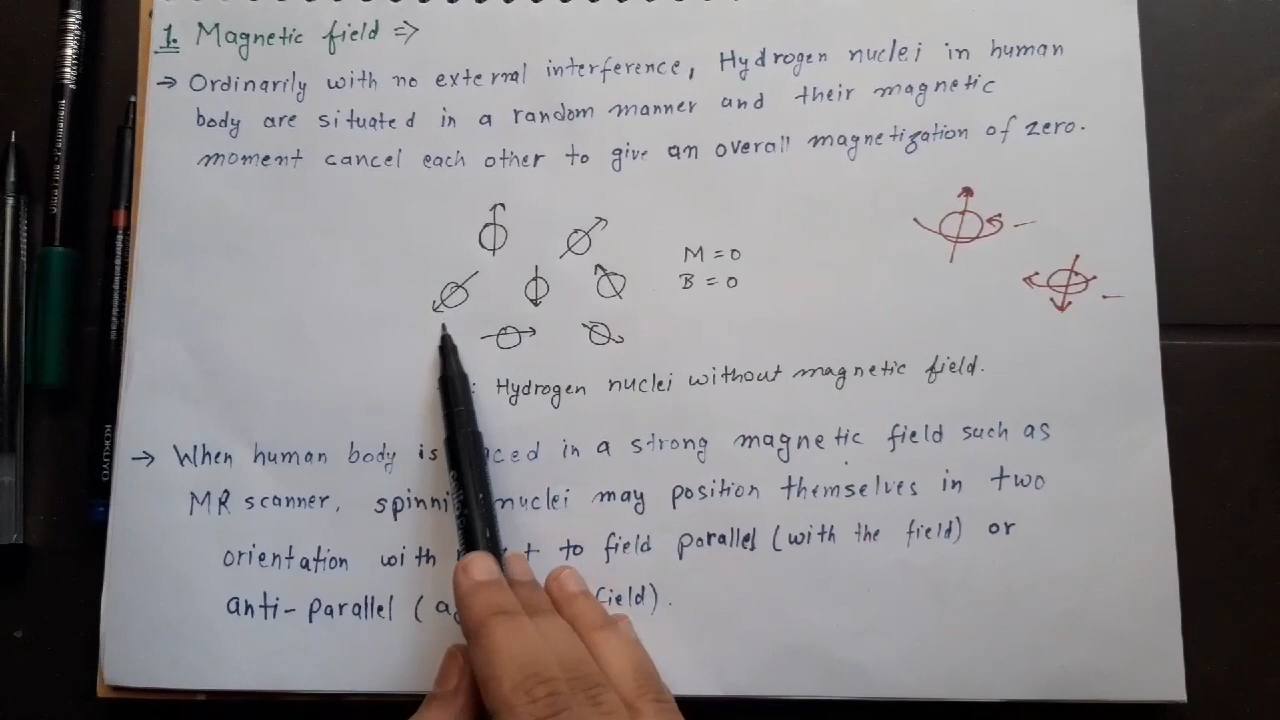 1. Magnetic field ⇒
→ Ordinarily with no external interference, Hydrogen nuclei in human
body are situated in a random manner and their magnetic
moment cancel each other to give an overall magnetization of zero.
M = 0
B = 0
: Hydrogen nuclei without magnetic field.
→ When human body is in a strong magnetic field such as
MR scanner, nuclei may position themselves in two
orientation with to field parallel (with the field) or
anti-parallel ( field).
KOKUYO